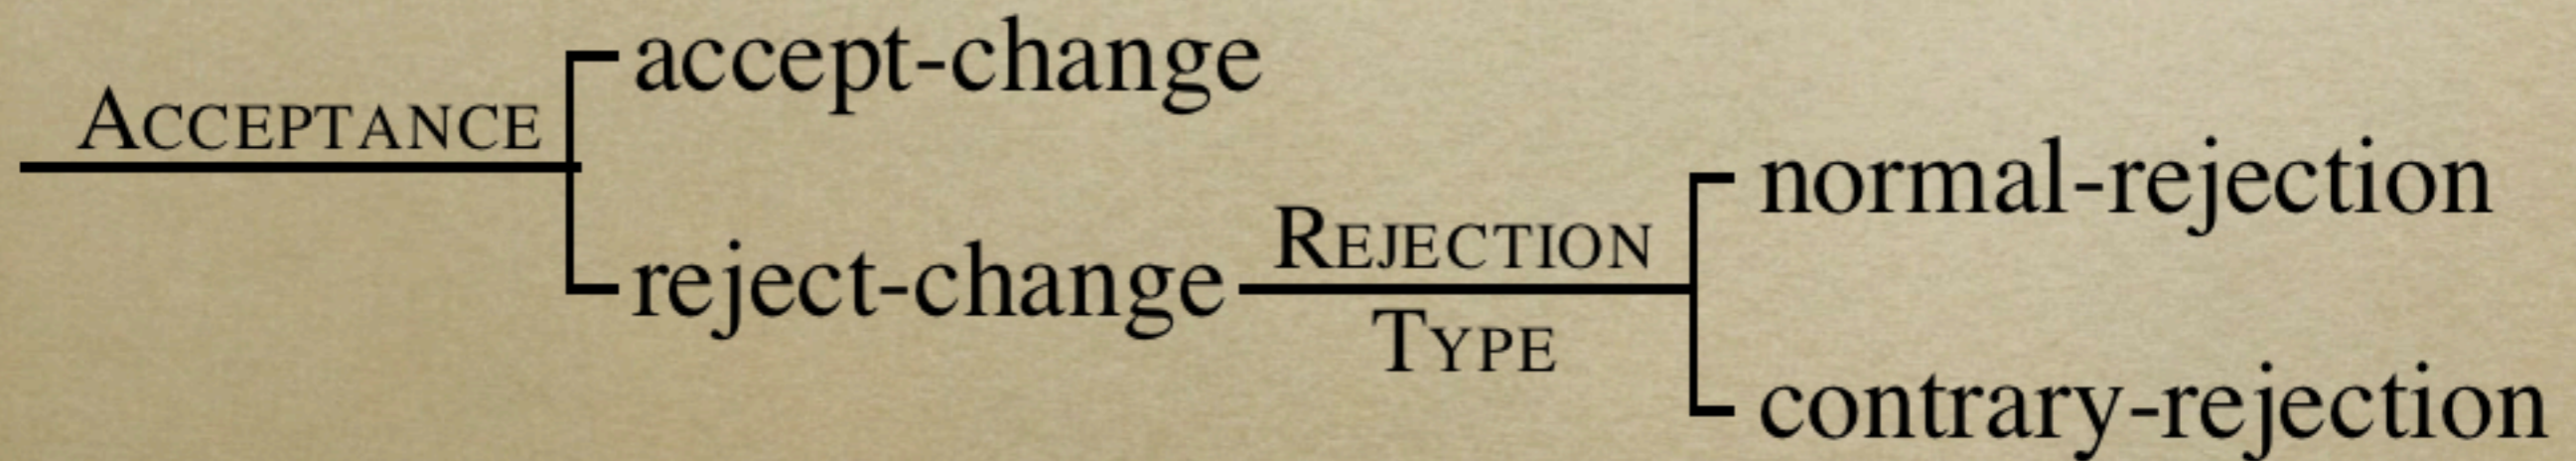 accept-change
ACCEPTANCE
normal-rejection
reject-change
REJECTION
TYPE
contrary-rejection